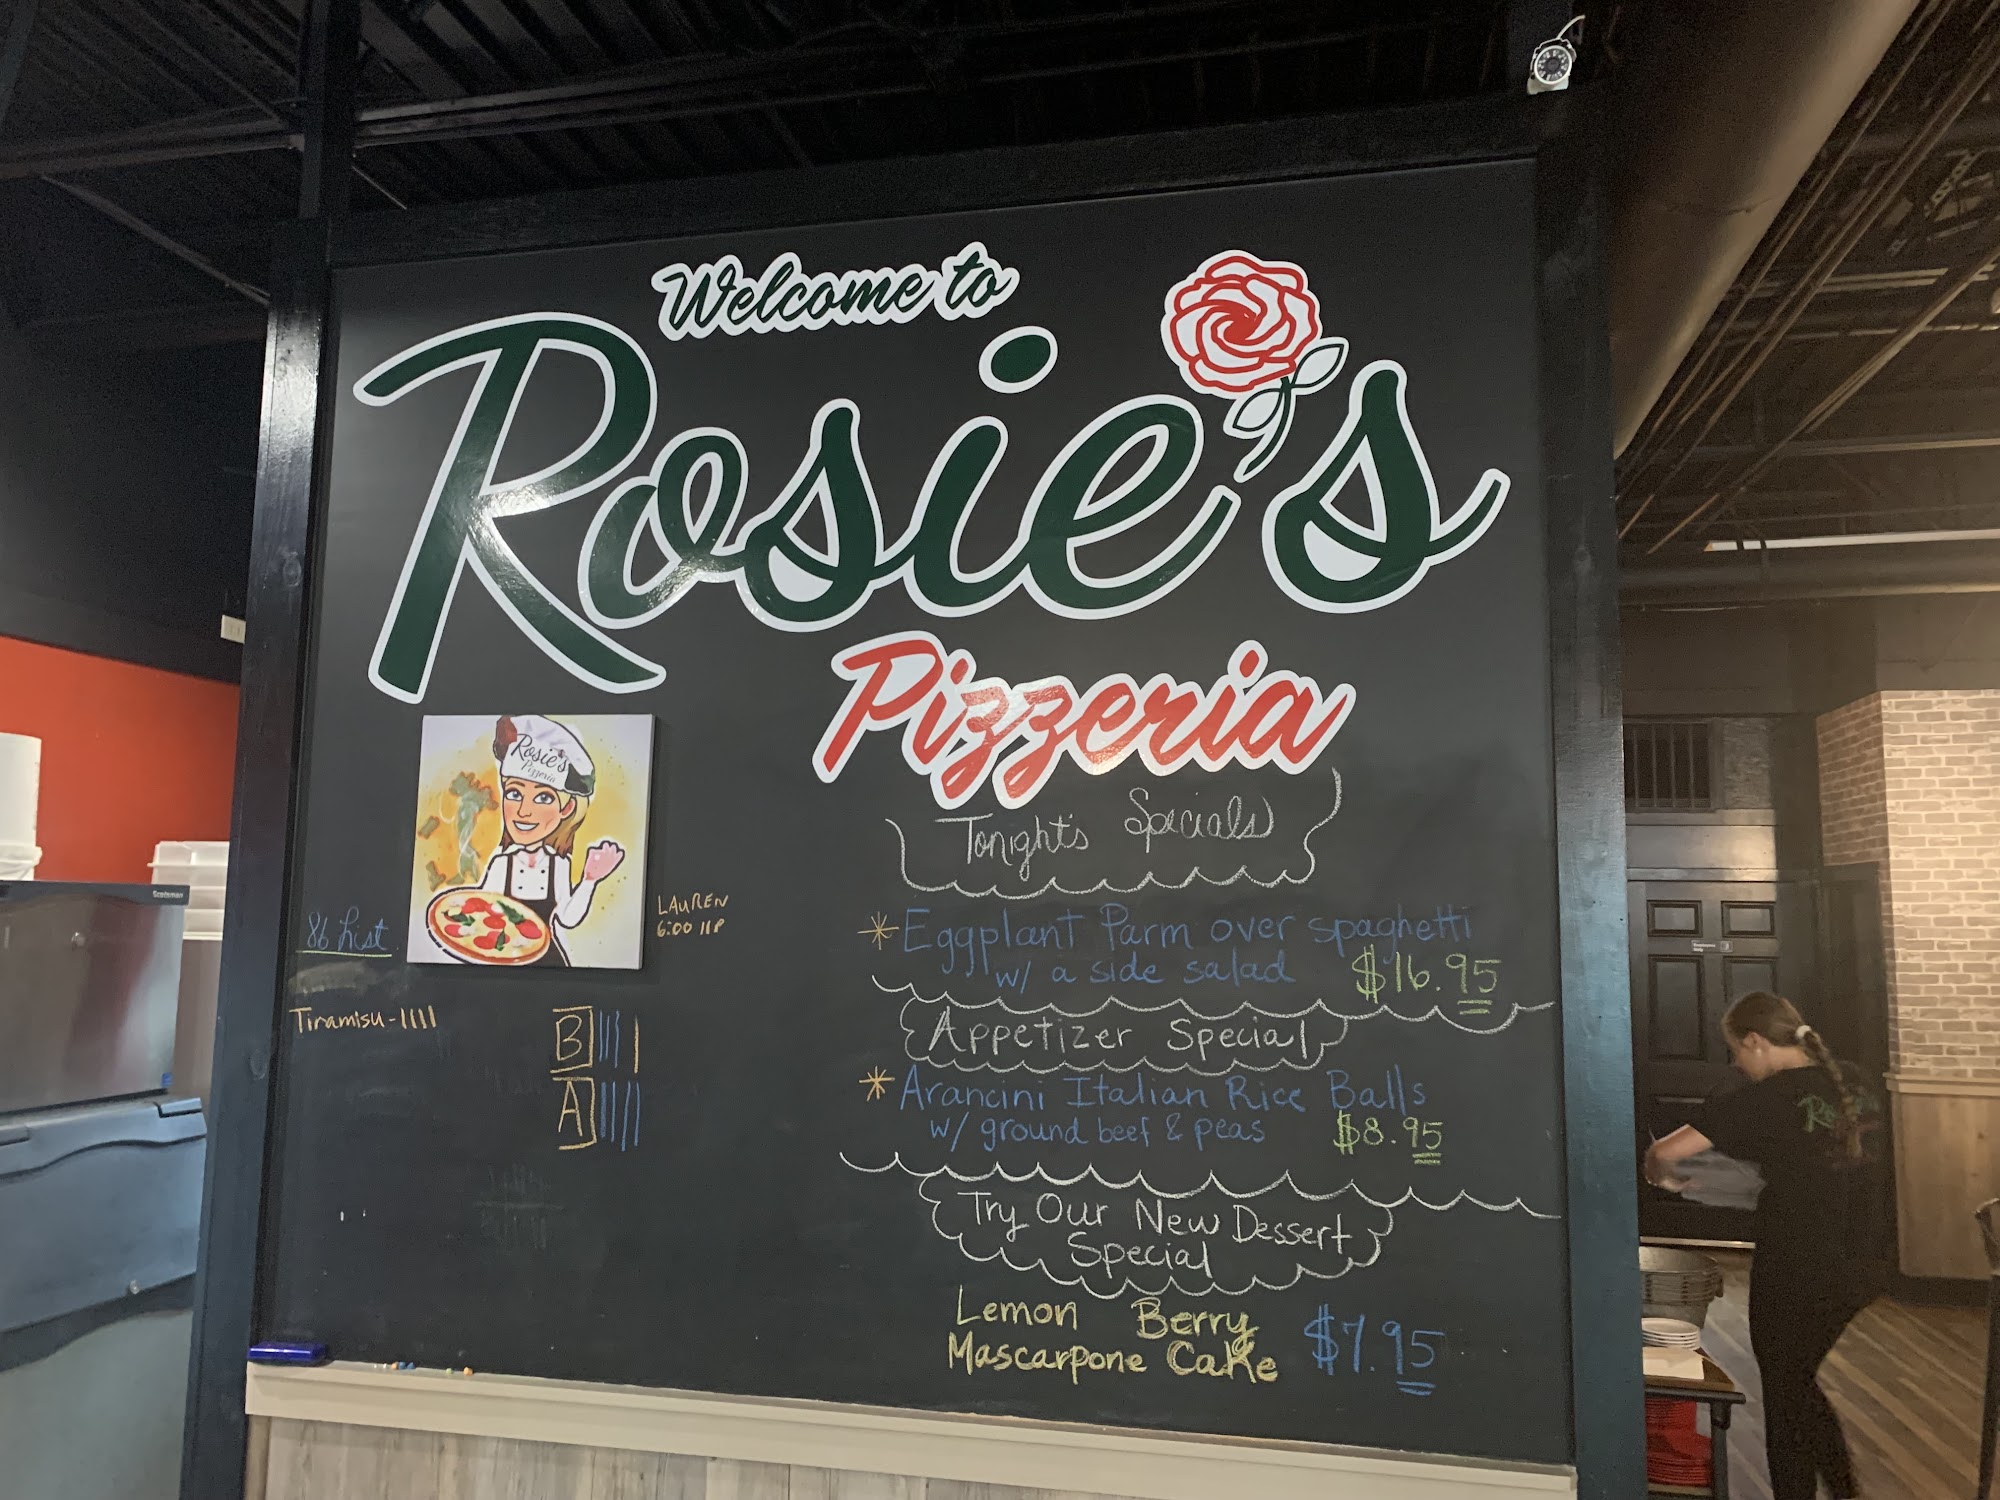 Welcome to
Rosie's
Pizzeria
Rosie's
Pizzeria
LAUREN
6:00 11P
86 List
Tiramisu - IIII
B IIII
A IIII
Tonight's Specials
* Eggplant Parm over spaghetti
w/ a side salad $16.95
Appetizer Special
* Arancini Italian Rice Balls
w/ ground beef & peas $8.95
Try Our New Dessert
Special
Lemon Berry
Mascarpone Cake $7.95
Scotsman